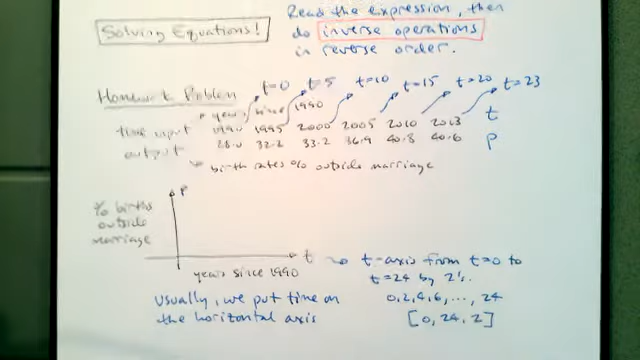 Solving Equations!
Read the Expression, then
do inverse operations
in reverse order.
Homework Problem
t=0 t=5 t=10 t=15 t=20 t=23
years since 1990
time input 1990 1995 2000 2005 2010 2013 t
output 28.0 32.2 33.2 36.9 40.8 40.6 P
birth rates % outside marriage
P
% births
outside
marriage
t
years since 1990
t-axis from t=0 to
t=24 by 2's.
0,2,4,6,...,24
[0,24,2]
Usually, we put time on
the horizontal axis